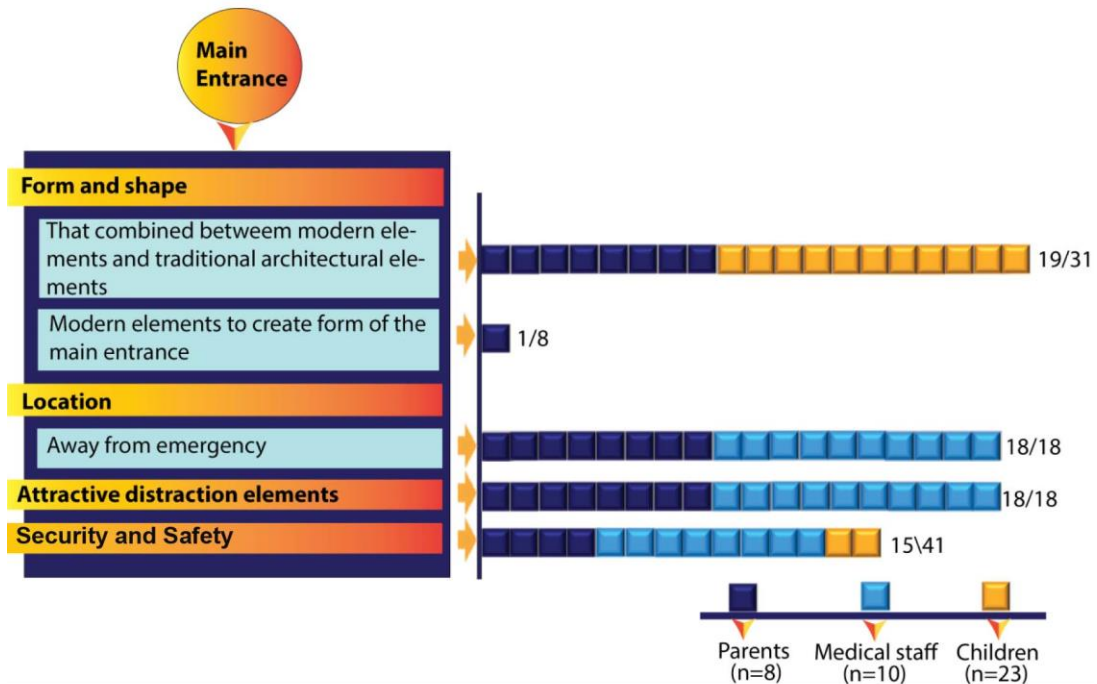 Main
Entrance
Form and shape
That combined betweem modern ele-
ments and traditional architectural ele-
ments
19/31
Modern elements to create form of the
main entrance
1/8
Location
Away from emergency
18/18
Attractive distraction elements
18/18
Security and Safety
15\41
Parents
(n=8)
Medical staff
(n=10)
Children
(n=23)